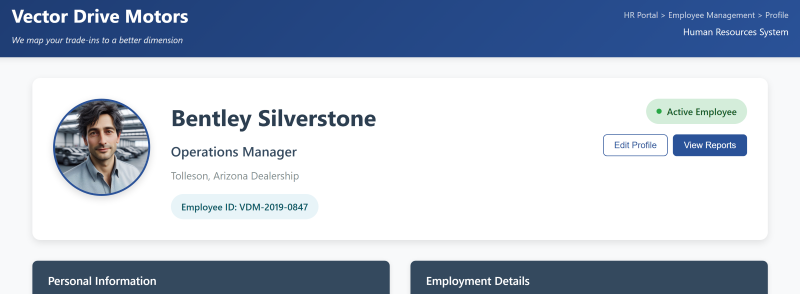 Vector Drive Motors
We map your trade-ins to a better dimension
HR Portal > Employee Management > Profile
Human Resources System
Bentley Silverstone
Operations Manager
Tolleson, Arizona Dealership
Employee ID: VDM-2019-0847
Active Employee
Edit Profile
View Reports
Personal Information
Employment Details